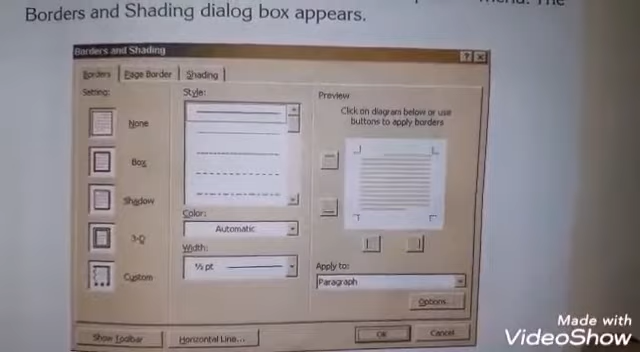 menu. The
Borders and Shading dialog box appears.
Borders and Shading
Borders Page Border Shading
Setting:
None
Box
Shadow
3-D
Custom
Style:
Color:
Automatic
Width:
½ pt
Preview
Click on diagram below or use
buttons to apply borders
Apply to:
Paragraph
Options...
Show Toolbar Horizontal Line... OK Cancel
Made with
VideoShow